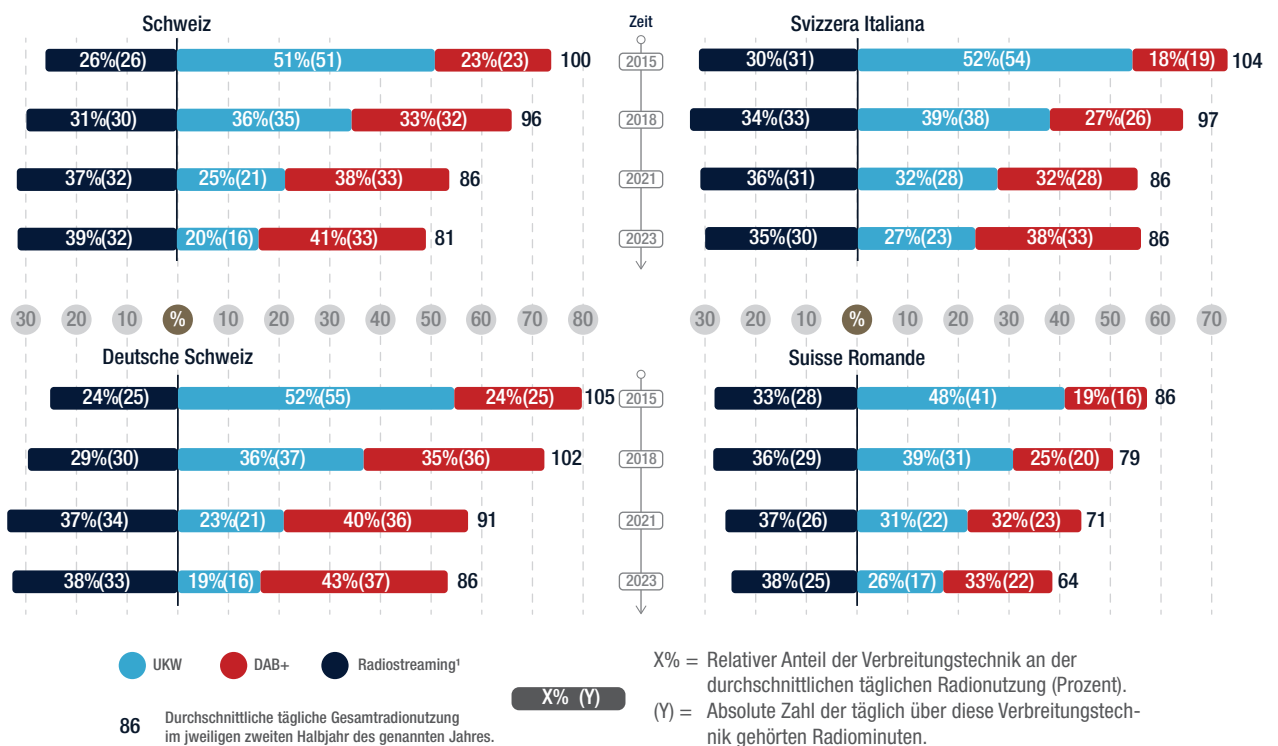 Schweiz
Zeit
Svizzera Italiana
26%(26) 51%(51) 23%(23) 100
2015
30%(31) 52%(54) 18%(19) 104
31%(30) 36%(35) 33%(32) 96
2018
34%(33) 39%(38) 27%(26) 97
37%(32) 25%(21) 38%(33) 86
2021
36%(31) 32%(28) 32%(28) 86
39%(32) 20%(16) 41%(33) 81
2023
35%(30) 27%(23) 38%(33) 86
30 20 10 % 10 20 30 40 50 60 70 80
30 20 10 % 10 20 30 40 50 60 70
Deutsche Schweiz
Suisse Romande
24%(25) 52%(55) 24%(25) 105
2015
33%(28) 48%(41) 19%(16) 86
29%(30) 36%(37) 35%(36) 102
2018
36%(29) 39%(31) 25%(20) 79
37%(34) 23%(21) 40%(36) 91
2021
37%(26) 31%(22) 32%(23) 71
38%(33) 19%(16) 43%(37) 86
2023
38%(25) 26%(17) 33%(22) 64
UKW DAB+ Radiostreaming¹
86 Durchschnittliche tägliche Gesamtradionutzung
im jweiligen zweiten Halbjahr des genannten Jahres.
X% (Y)
X% = Relativer Anteil der Verbreitungstechnik an der
durchschnittlichen täglichen Radionutzung (Prozent).
(Y) = Absolute Zahl der täglich über diese Verbreitungstech-
nik gehörten Radiominuten.